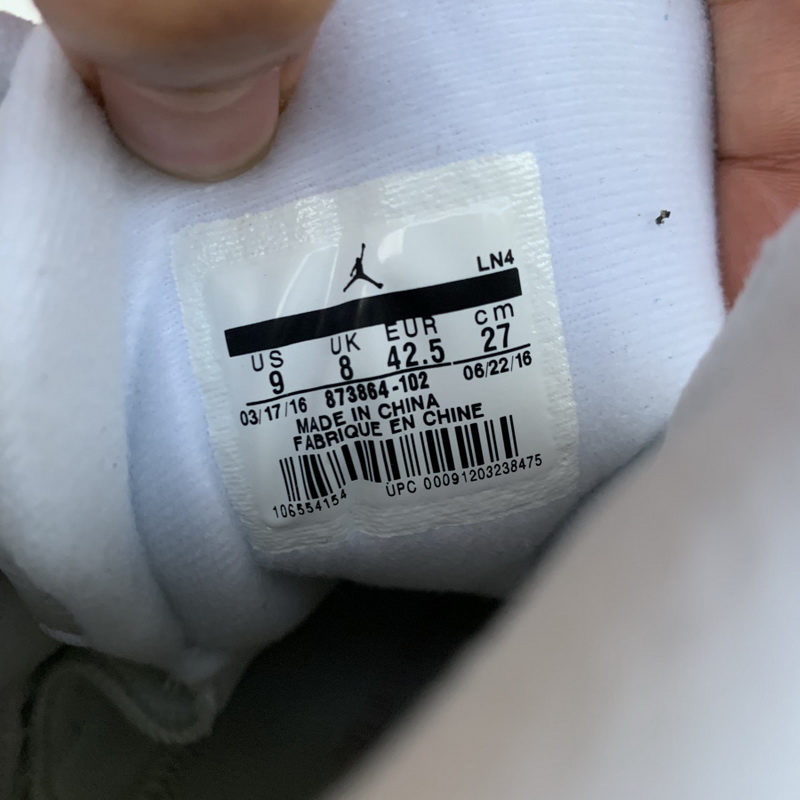 LN4
US UK EUR cm
9 8 42.5 27
03/17/16 873864-102 06/22/16
MADE IN CHINA
FABRIQUE EN CHINE
106554154 UPC 00091203238475